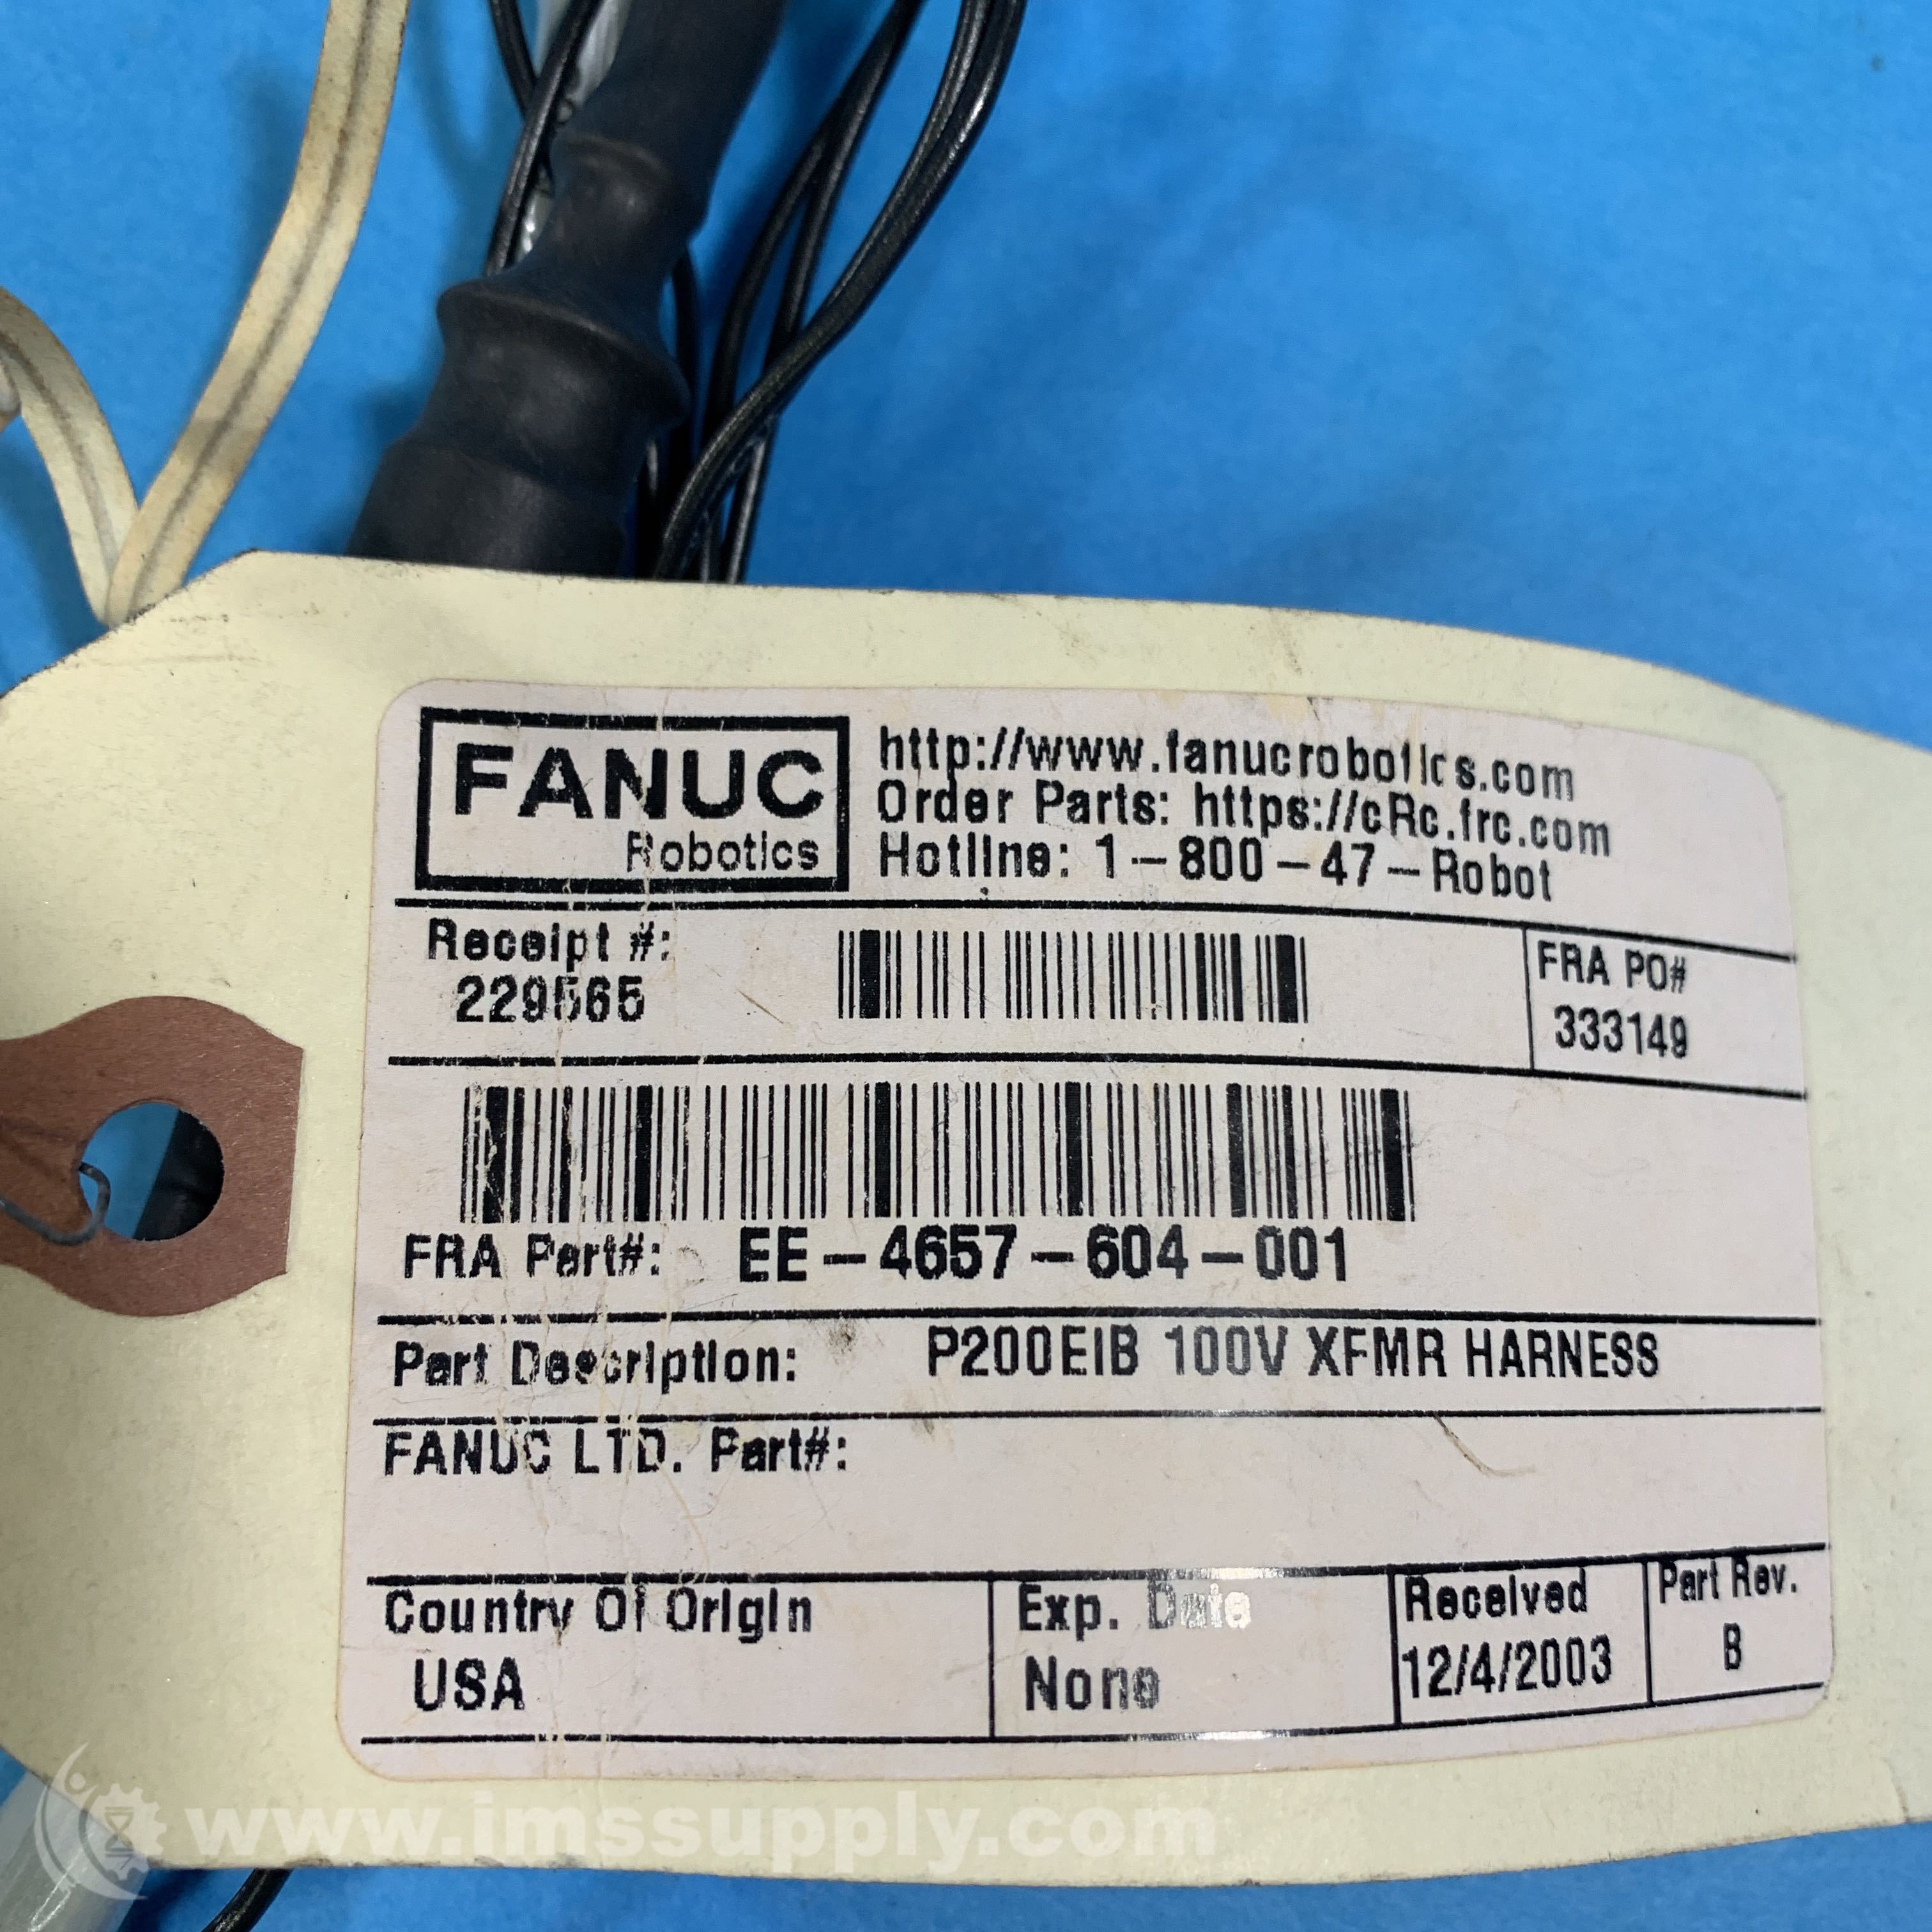 FANUC
Robotics
http://www.fanucrobotics.com
Order Parts: https://cRc.frc.com
Hotline: 1-800-47-Robot
Receipt #:
229565
FRA PO#
333149
FRA Part#: EE-4657-604-001
Part Description: P200EIB 100V XFMR HARNESS
FANUC LTD. Part#:
Country Of Origin
USA
Exp. Date
None
Received
12/4/2003
Part Rev.
B
www.imssupply.com